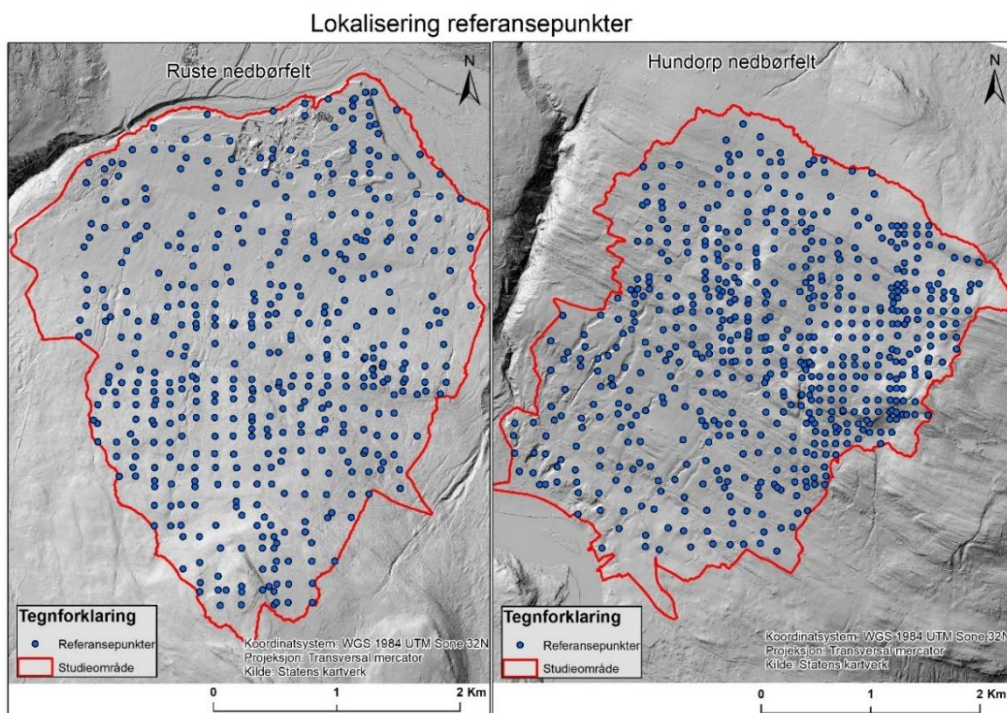 Lokalisering referansepunkter
Ruste nedbørfelt
N
Tegnforklaring
Referansepunkter
Studieområde
Koordinatsystem: WGS 1984 UTM Sone 32N
Projeksjon: Transversal mercator
Kilde: Statens kartverk
0 1 2 Km
Hundorp nedbørfelt
N
Tegnforklaring
Referansepunkter
Studieområde
Koordinatsystem: WGS 1984 UTM Sone 32N
Projeksjon: Transversal mercator
Kilde: Statens kartverk
0 1 2 Km